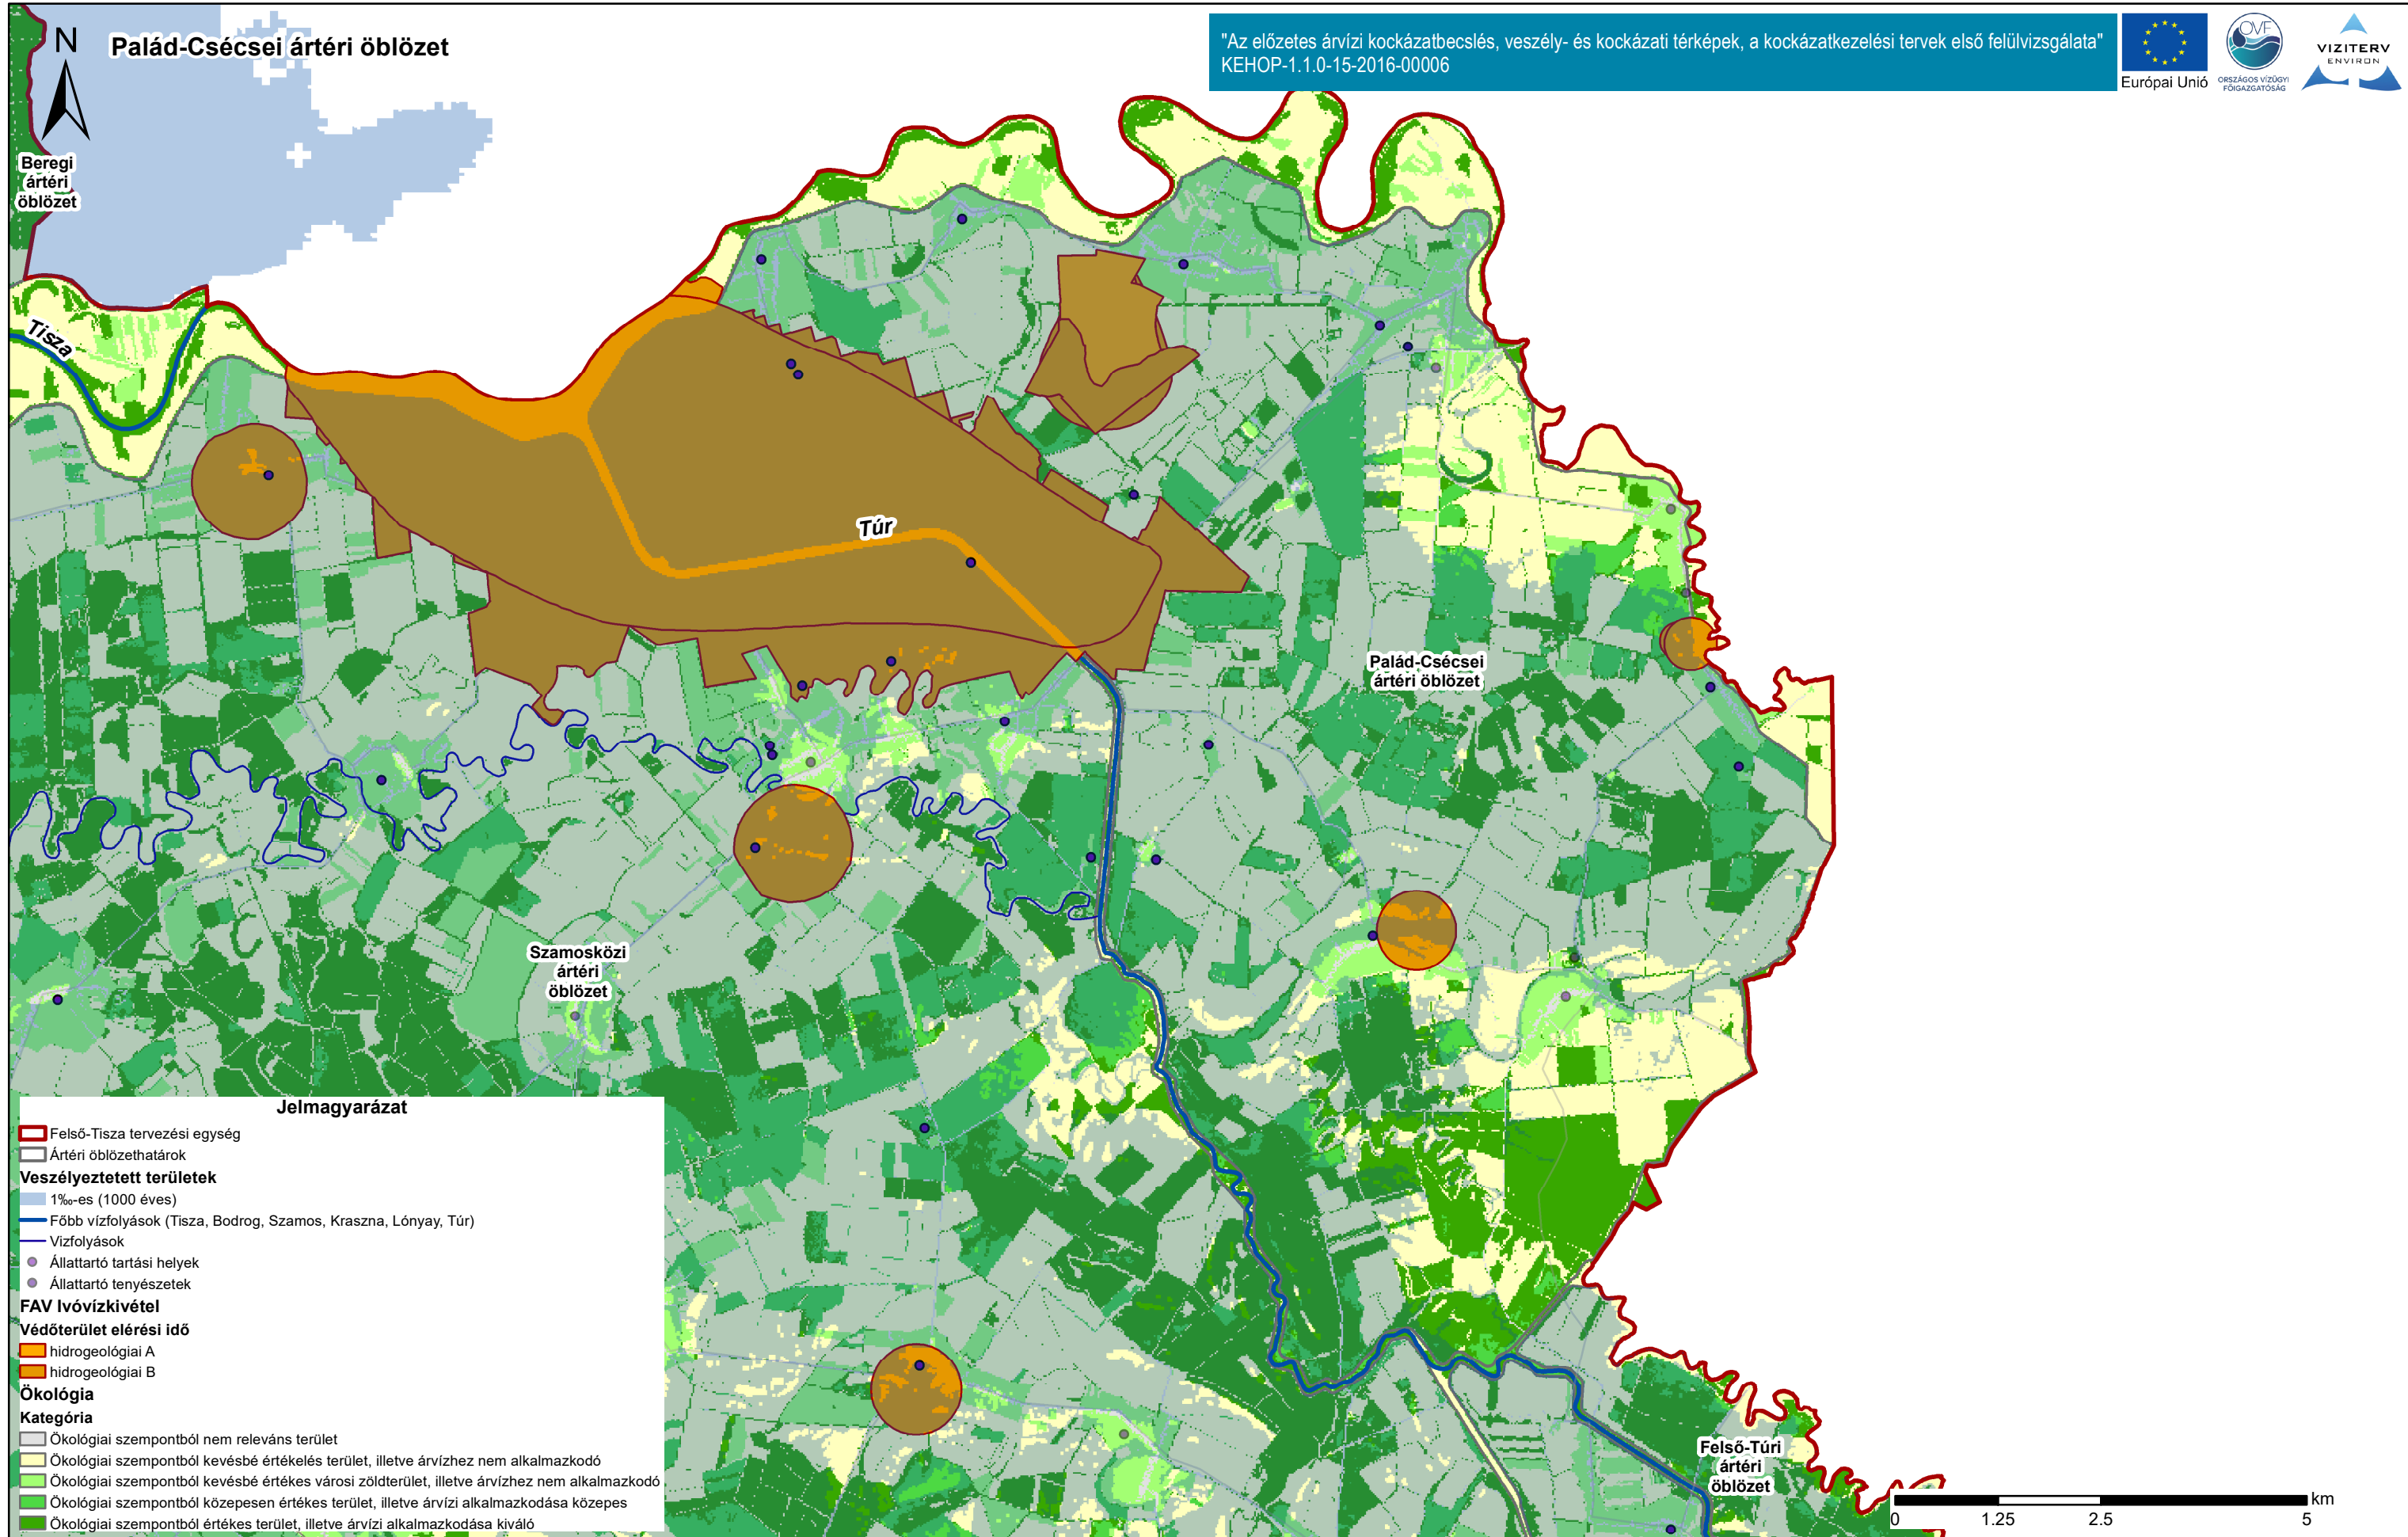 Palád-Csécsei ártéri öblözet
"Az előzetes árvízi kockázatbecslés, veszély- és kockázati térképek, a kockázatkezelési tervek első felülvizsgálata"
KEHOP-1.1.0-15-2016-00006
Európai Unió
OVF
ORSZÁGOS VÍZÜGYI
FŐIGAZGATÓSÁG
VIZITERV
ENVIRON
N
Beregi
ártéri
öblözet
Tisza
Túr
Palád-Csécsei
ártéri öblözet
Szamosközi
ártéri
öblözet
Felső-Túri
ártéri
öblözet
Jelmagyarázat
Felső-Tisza tervezési egység
Ártéri öblözethatárok
Veszélyeztetett területek
1‰-es (1000 éves)
Főbb vízfolyások (Tisza, Bodrog, Szamos, Kraszna, Lónyay, Túr)
Vizfolyások
Állattartó tartási helyek
Állattartó tenyészetek
FAV Ivóvízkivétel
Védőterület elérési idő
hidrogeológiai A
hidrogeológiai B
Ökológia
Kategória
Ökológiai szempontból nem releváns terület
Ökológiai szempontból kevésbé értékelés terület, illetve árvízhez nem alkalmazkodó
Ökológiai szempontból kevésbé értékes városi zöldterület, illetve árvízhez nem alkalmazkodó
Ökológiai szempontból közepesen értékes terület, illetve árvízi alkalmazkodása közepes
Ökológiai szempontból értékes terület, illetve árvízi alkalmazkodása kiváló
km
0 1.25 2.5 5